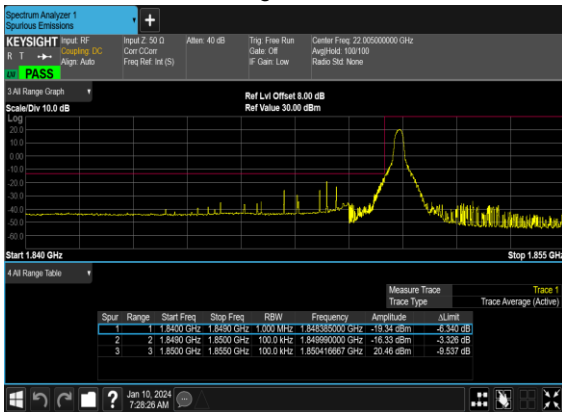 Spectrum Analyzer 1
Spurious Emissions
KEYSIGHT Input: RF Input Z: 50 Ω Atten: 40 dB Trig: Free Run Center Freq: 22.005000000 GHz
R T Coupling: DC Corr CCorr Gate: Off Avg|Hold: 100/100
Align: Auto Freq Ref: Int (S) IF Gain: Low Radio Std: None
PASS
3 All Range Graph
Ref Lvl Offset 8.00 dB
Scale/Div 10.0 dB Ref Value 30.00 dBm
Log
20.0
10.0
0.00
-10.0
-20.0
-30.0
-40.0
-50.0
-60.0
Start 1.840 GHz Stop 1.855 GHz
4 All Range Table
Measure Trace Trace 1
Trace Type Trace Average (Active)
Spur Range Start Freq Stop Freq RBW Frequency Amplitude ΔLimit
1 1 1.8400 GHz 1.8490 GHz 1.000 MHz 1.848385000 GHz -19.34 dBm -6.340 dB
2 2 1.8490 GHz 1.8500 GHz 100.0 kHz 1.849990000 GHz -16.33 dBm -3.326 dB
3 3 1.8500 GHz 1.8550 GHz 100.0 kHz 1.850416667 GHz 20.46 dBm -9.537 dB
Jan 10, 2024
7:28:26 AM